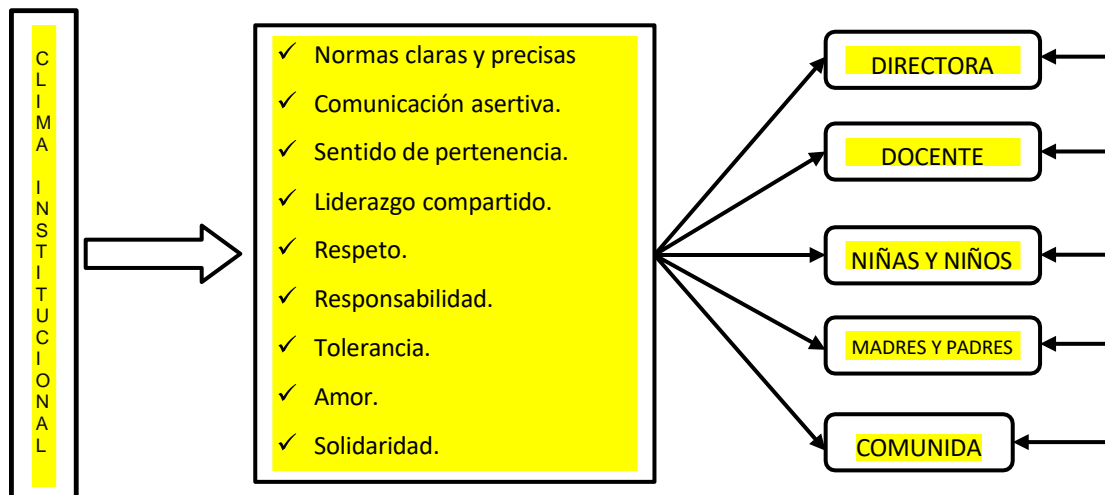 CLIMA INSTITUCIONAL
✓ Normas claras y precisas
✓ Comunicación asertiva.
✓ Sentido de pertenencia.
✓ Liderazgo compartido.
✓ Respeto.
✓ Responsabilidad.
✓ Tolerancia.
✓ Amor.
✓ Solidaridad.
DIRECTORA
DOCENTE
NIÑAS Y NIÑOS
MADRES Y PADRES
COMUNIDA